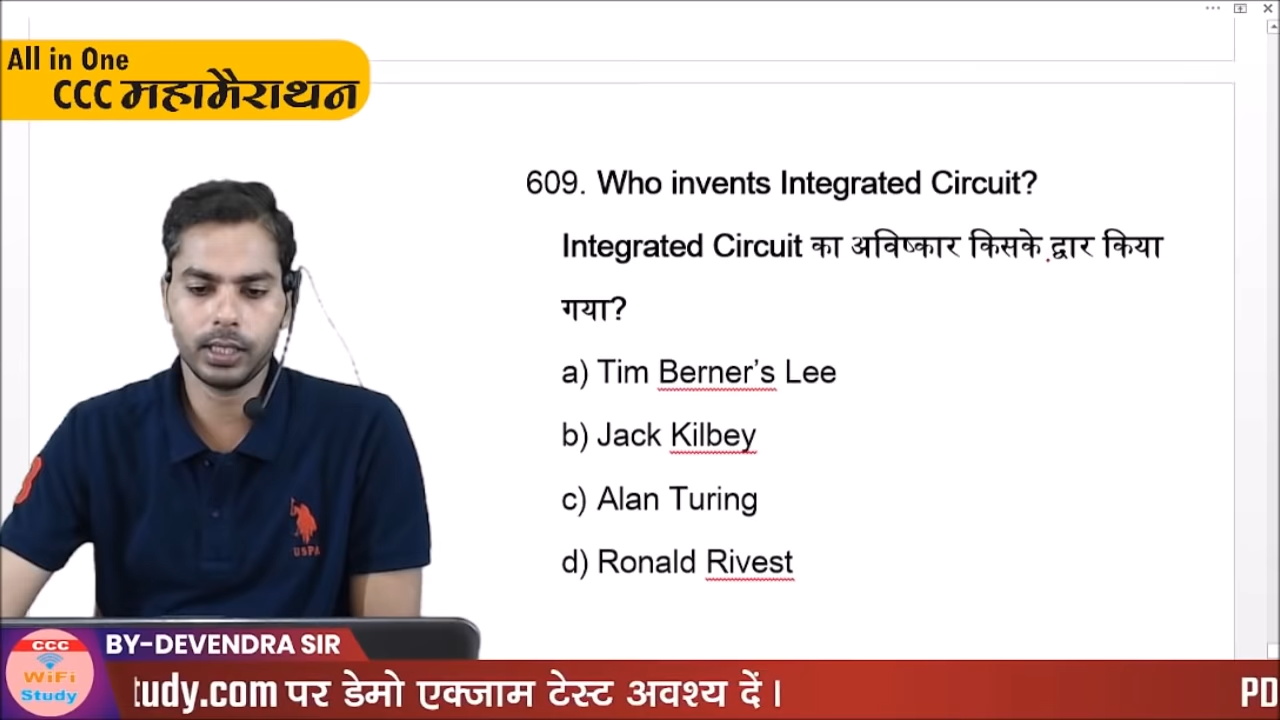 All in One
CCC महामैराथन
609. Who invents Integrated Circuit?
Integrated Circuit का अविष्कार किसके द्वार किया
गया?
a) Tim Berner’s Lee
b) Jack Kilbey
c) Alan Turing
d) Ronald Rivest
USPA
BY-DEVENDRA SIR
CCC
WiFi
Study
tudy.com पर डेमो एक्जाम टेस्ट अवश्य दें।
PD